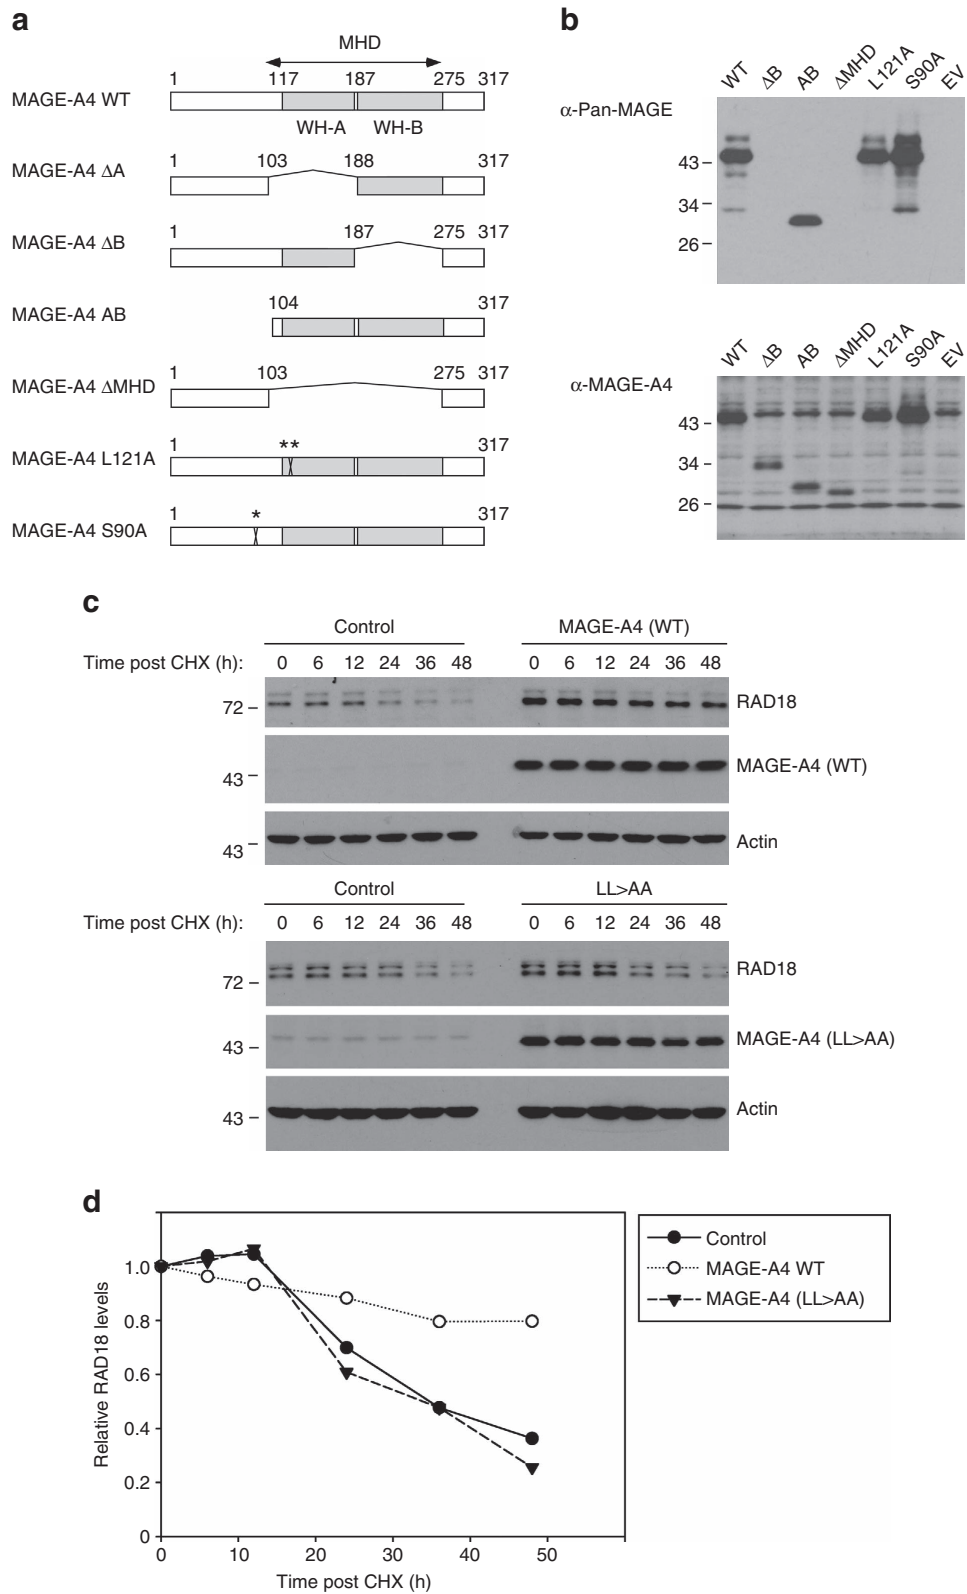 a
MHD
1 117 187 275 317
MAGE-A4 WT
WH-A WH-B
1 103 188 317
MAGE-A4 ΔA
1 187 275 317
MAGE-A4 ΔB
104 317
MAGE-A4 AB
1 103 275 317
MAGE-A4 ΔMHD
1 ** 317
MAGE-A4 L121A
1 * 317
MAGE-A4 S90A
b
WT ΔB AB ΔMHD L121A S90A EV
α-Pan-MAGE
43
34
26
WT ΔB AB ΔMHD L121A S90A EV
α-MAGE-A4
43
34
26
c
Control MAGE-A4 (WT)
Time post CHX (h): 0 6 12 24 36 48 0 6 12 24 36 48
72 RAD18
43 MAGE-A4 (WT)
43 Actin
Control LL>AA
Time post CHX (h): 0 6 12 24 36 48 0 6 12 24 36 48
72 RAD18
43 MAGE-A4 (LL>AA)
43 Actin
d
Relative RAD18 levels
1.0
0.8
0.6
0.4
0.2
0
0 10 20 30 40 50
Time post CHX (h)
Control
MAGE-A4 WT
MAGE-A4 (LL>AA)